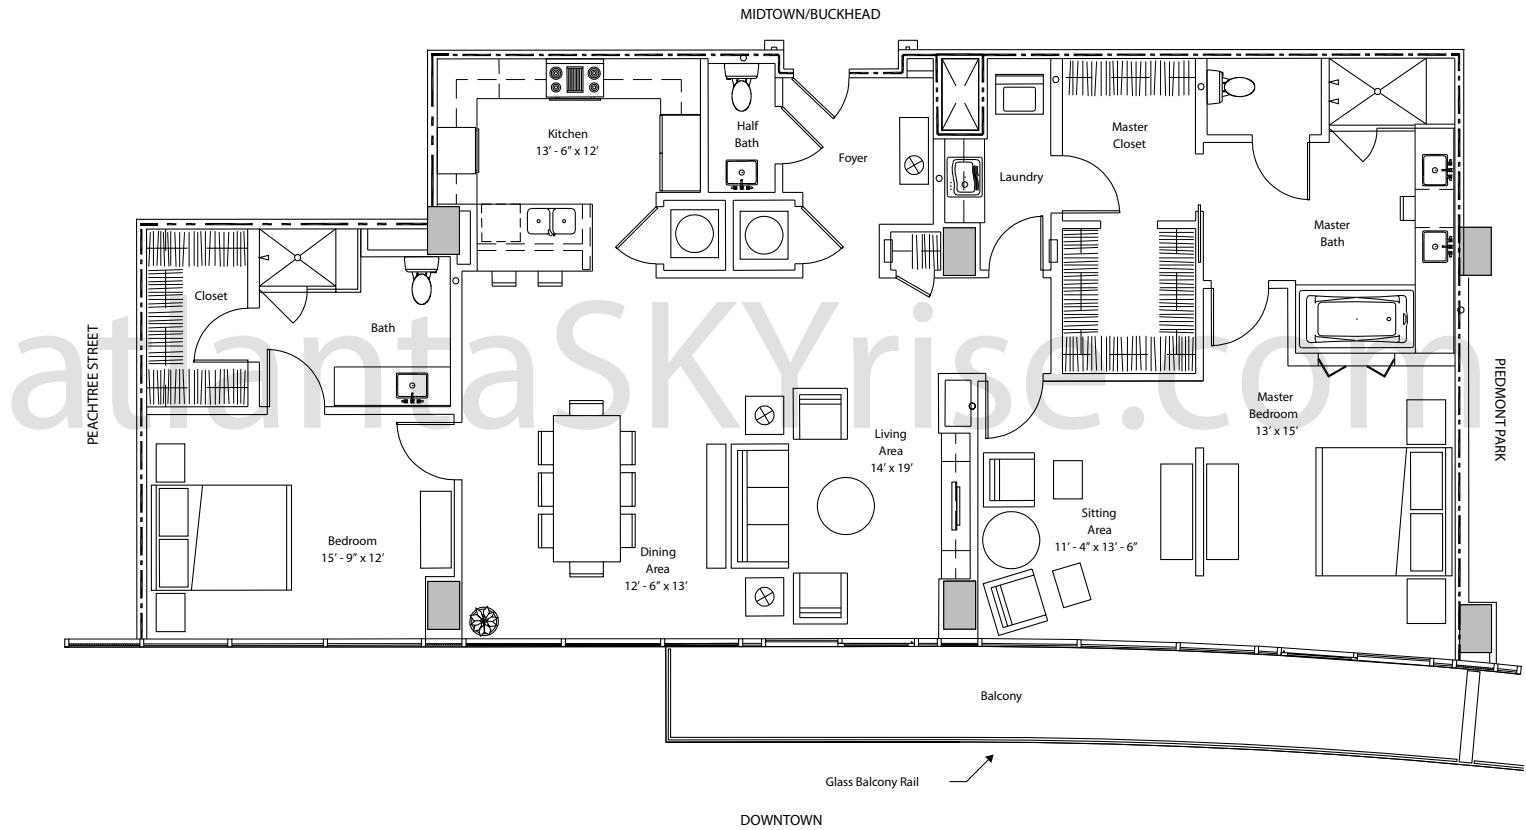 MIDTOWN/BUCKHEAD
Kitchen
13’ - 6” x 12’
Half
Bath
Foyer
Laundry
Master
Closet
Master
Bath
Closet
Bath
atlantaSKYrise.com
PEACHTREE STREET
PIEDMONT PARK
Master
Bedroom
13’ x 15’
Living
Area
14’ x 19’
Sitting
Area
11’ - 4” x 13’ - 6”
Bedroom
15’ - 9” x 12’
Dining
Area
12’ - 6” x 13’
Balcony
Glass Balcony Rail
DOWNTOWN